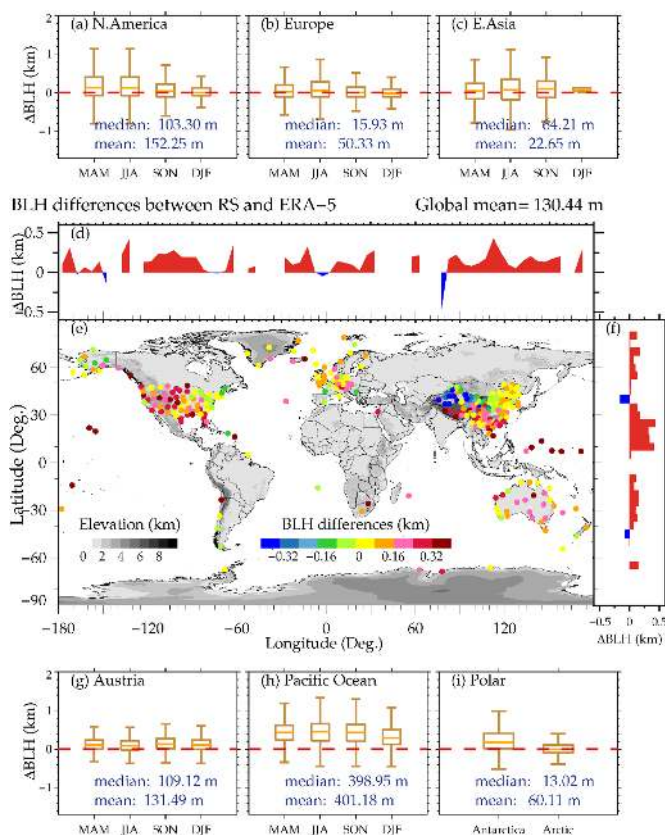 (a) N.America
(b) Europe
(c) E.Asia
ΔBLH (km)
2
1
0
−1
median: 103.30 m
mean: 152.25 m
median: 15.93 m
mean: 50.33 m
median: 64.21 m
mean: 22.65 m
MAM JJA SON DJF
MAM JJA SON DJF
MAM JJA SON DJF
BLH differences between RS and ERA−5
Global mean= 130.44 m
(d)
ΔBLH (km)
−0.5
0
0.5
(e)
(f)
Latitude (Deg.)
60
30
0
−30
−60
−90
Elevation (km)
0 2 4 6 8
BLH differences (km)
−0.32 −0.16 0 0.16 0.32
−180 −120 −60 0 60 120
Longitude (Deg.)
−0.5 0 0.5
ΔBLH (km)
(g) Austria
(h) Pacific Ocean
(i) Polar
ΔBLH (km)
2
1
0
−1
median: 109.12 m
mean: 131.49 m
median: 398.95 m
mean: 401.18 m
median: 13.02 m
mean: 60.11 m
MAM JJA SON DJF
MAM JJA SON DJF
Antarctica Arctic